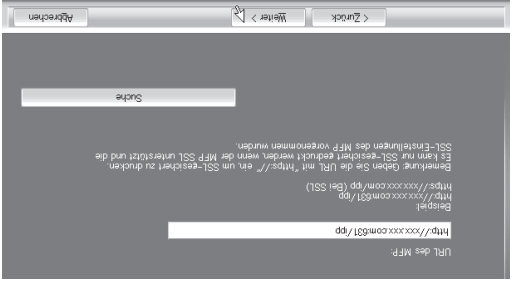 URL des MFP:
http://xxx.xxx.com:631/ipp
Beispiel:
http://xxx.xxx.com:631/ipp
https://xxx.xxx.com/ipp (Bei SSL)
Bemerkung: Geben Sie die die URL mit "https://" ein, um SSL-gesichert zu drucken.
Es kann nur SSL-gesichert gedruckt werden, wenn der MFP SSL unterstützt und die
SSL-Einstellungen des MFP vorgenommen wurden.
Suche
< Zurück
Weiter >
Abbrechen